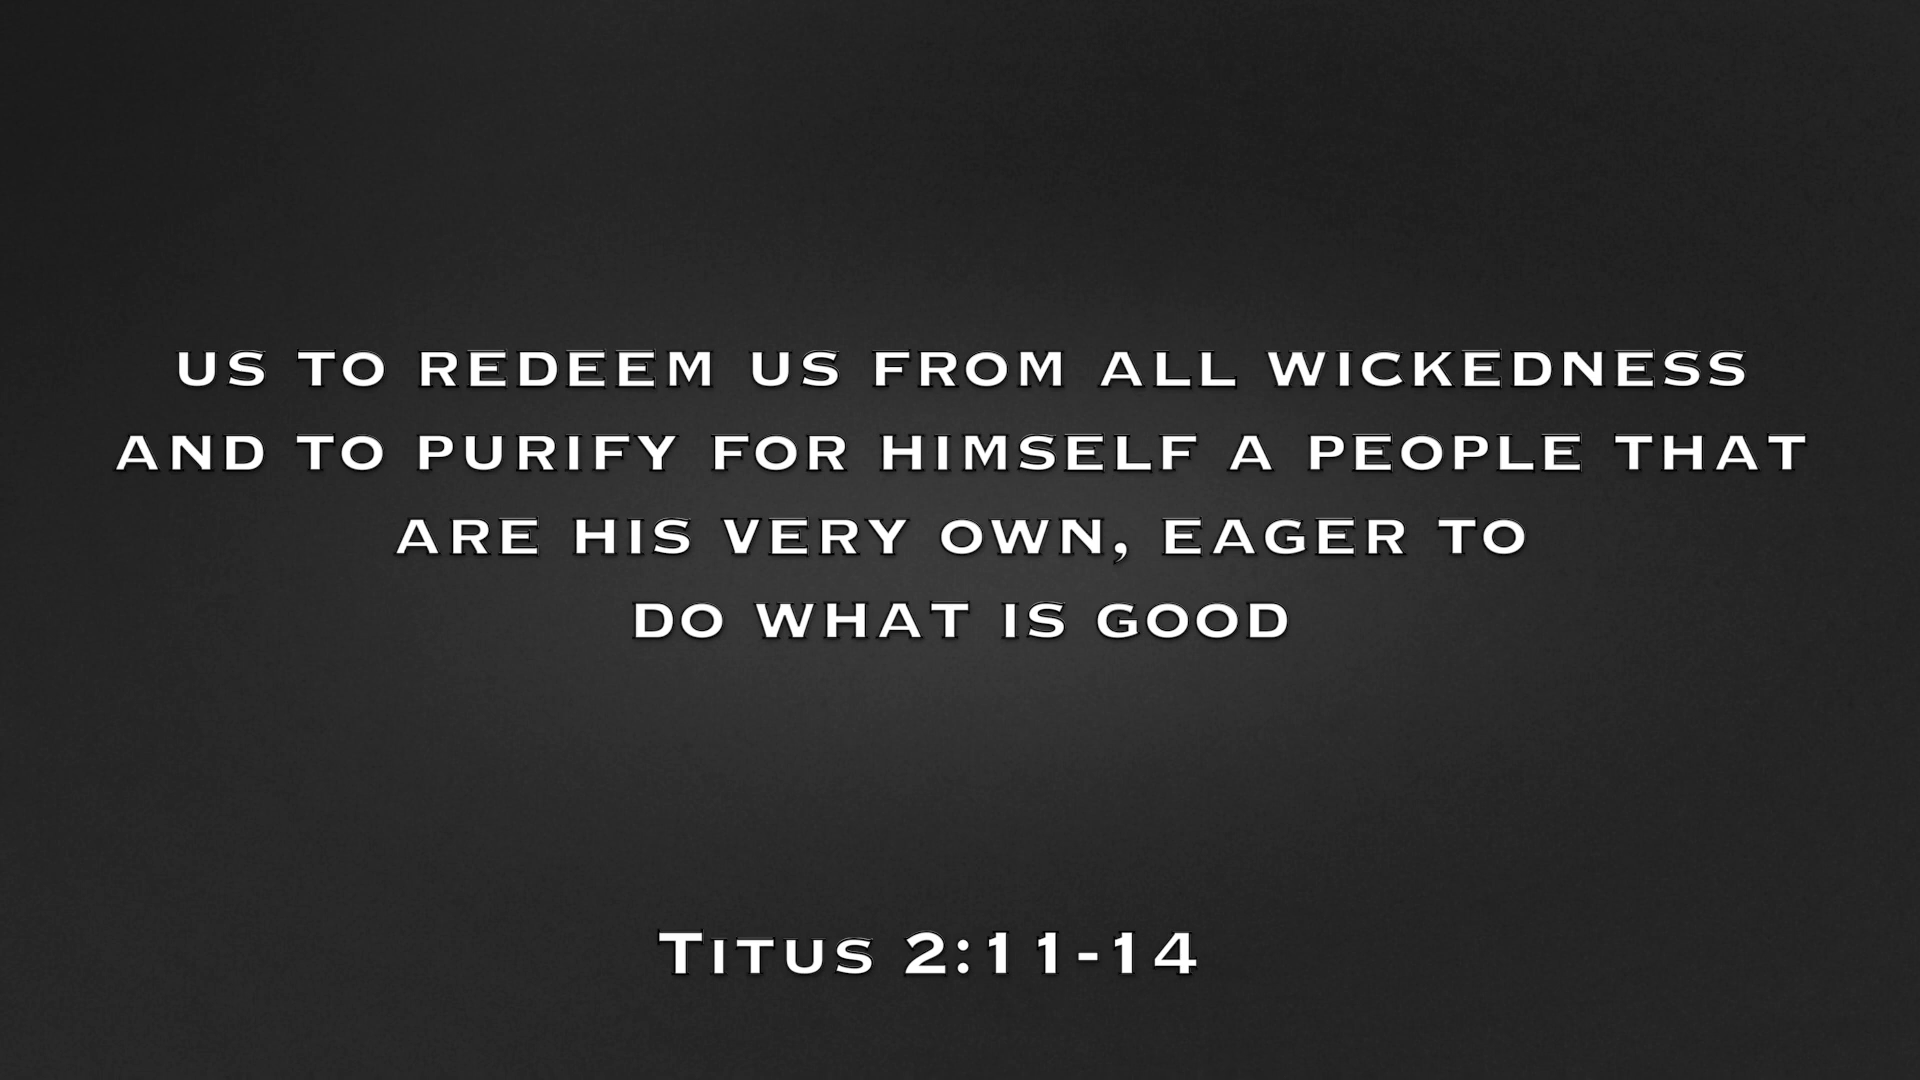 US TO REDEEM US FROM ALL WICKEDNESS
AND TO PURIFY FOR HIMSELF A PEOPLE THAT
ARE HIS VERY OWN, EAGER TO
DO WHAT IS GOOD
TITUS 2:11-14